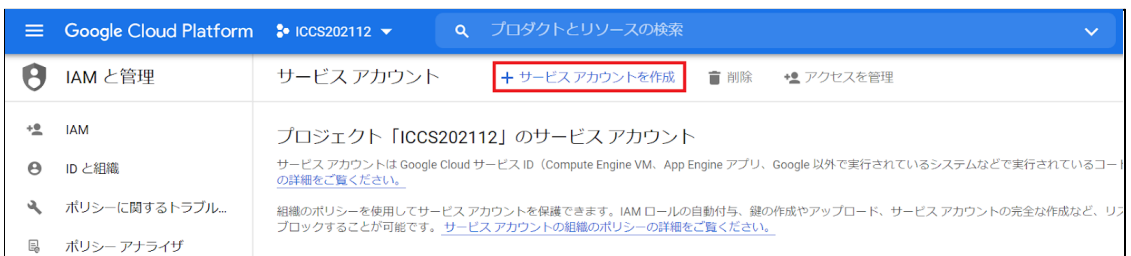 Google Cloud Platform ICCS202112 プロダクトとリソースの検索
IAM と管理
サービス アカウント + サービス アカウントを作成 削除 アクセスを管理
IAM
ID と組織
ポリシーに関するトラブル...
ポリシー アナライザ
プロジェクト「ICCS202112」のサービス アカウント
サービス アカウントは Google Cloud サービス ID（Compute Engine VM、App Engine アプリ、Google 以外で実行されているシステムなどで実行されているコー
の詳細をご覧ください。
組織のポリシーを使用してサービス アカウントを保護できます。IAM ロールの自動付与、鍵の作成やアップロード、サービス アカウントの完全な作成など、リス
ブロックすることが可能です。 サービス アカウントの組織のポリシーの詳細をご覧ください。